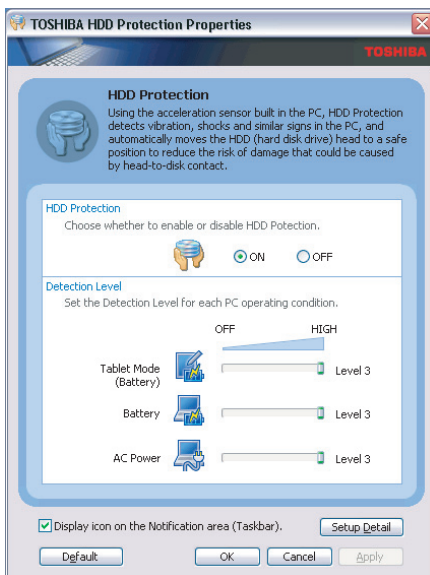 TOSHIBA HDD Protection Properties
TOSHIBA
HDD Protection
Using the acceleration sensor built in the PC, HDD Protection
detects vibration, shocks and similar signs in the PC, and
automatically moves the HDD (hard disk drive) head to a safe
position to reduce the risk of damage that could be caused
by head-to-disk contact.
HDD Protection
Choose whether to enable or disable HDD Potection.
ON OFF
Detection Level
Set the Detection Level for each PC operating condition.
OFF HIGH
Tablet Mode
(Battery)
Level 3
Battery Level 3
AC Power Level 3
Display icon on the Notification area (Taskbar).
Setup Detail
Default OK Cancel Apply